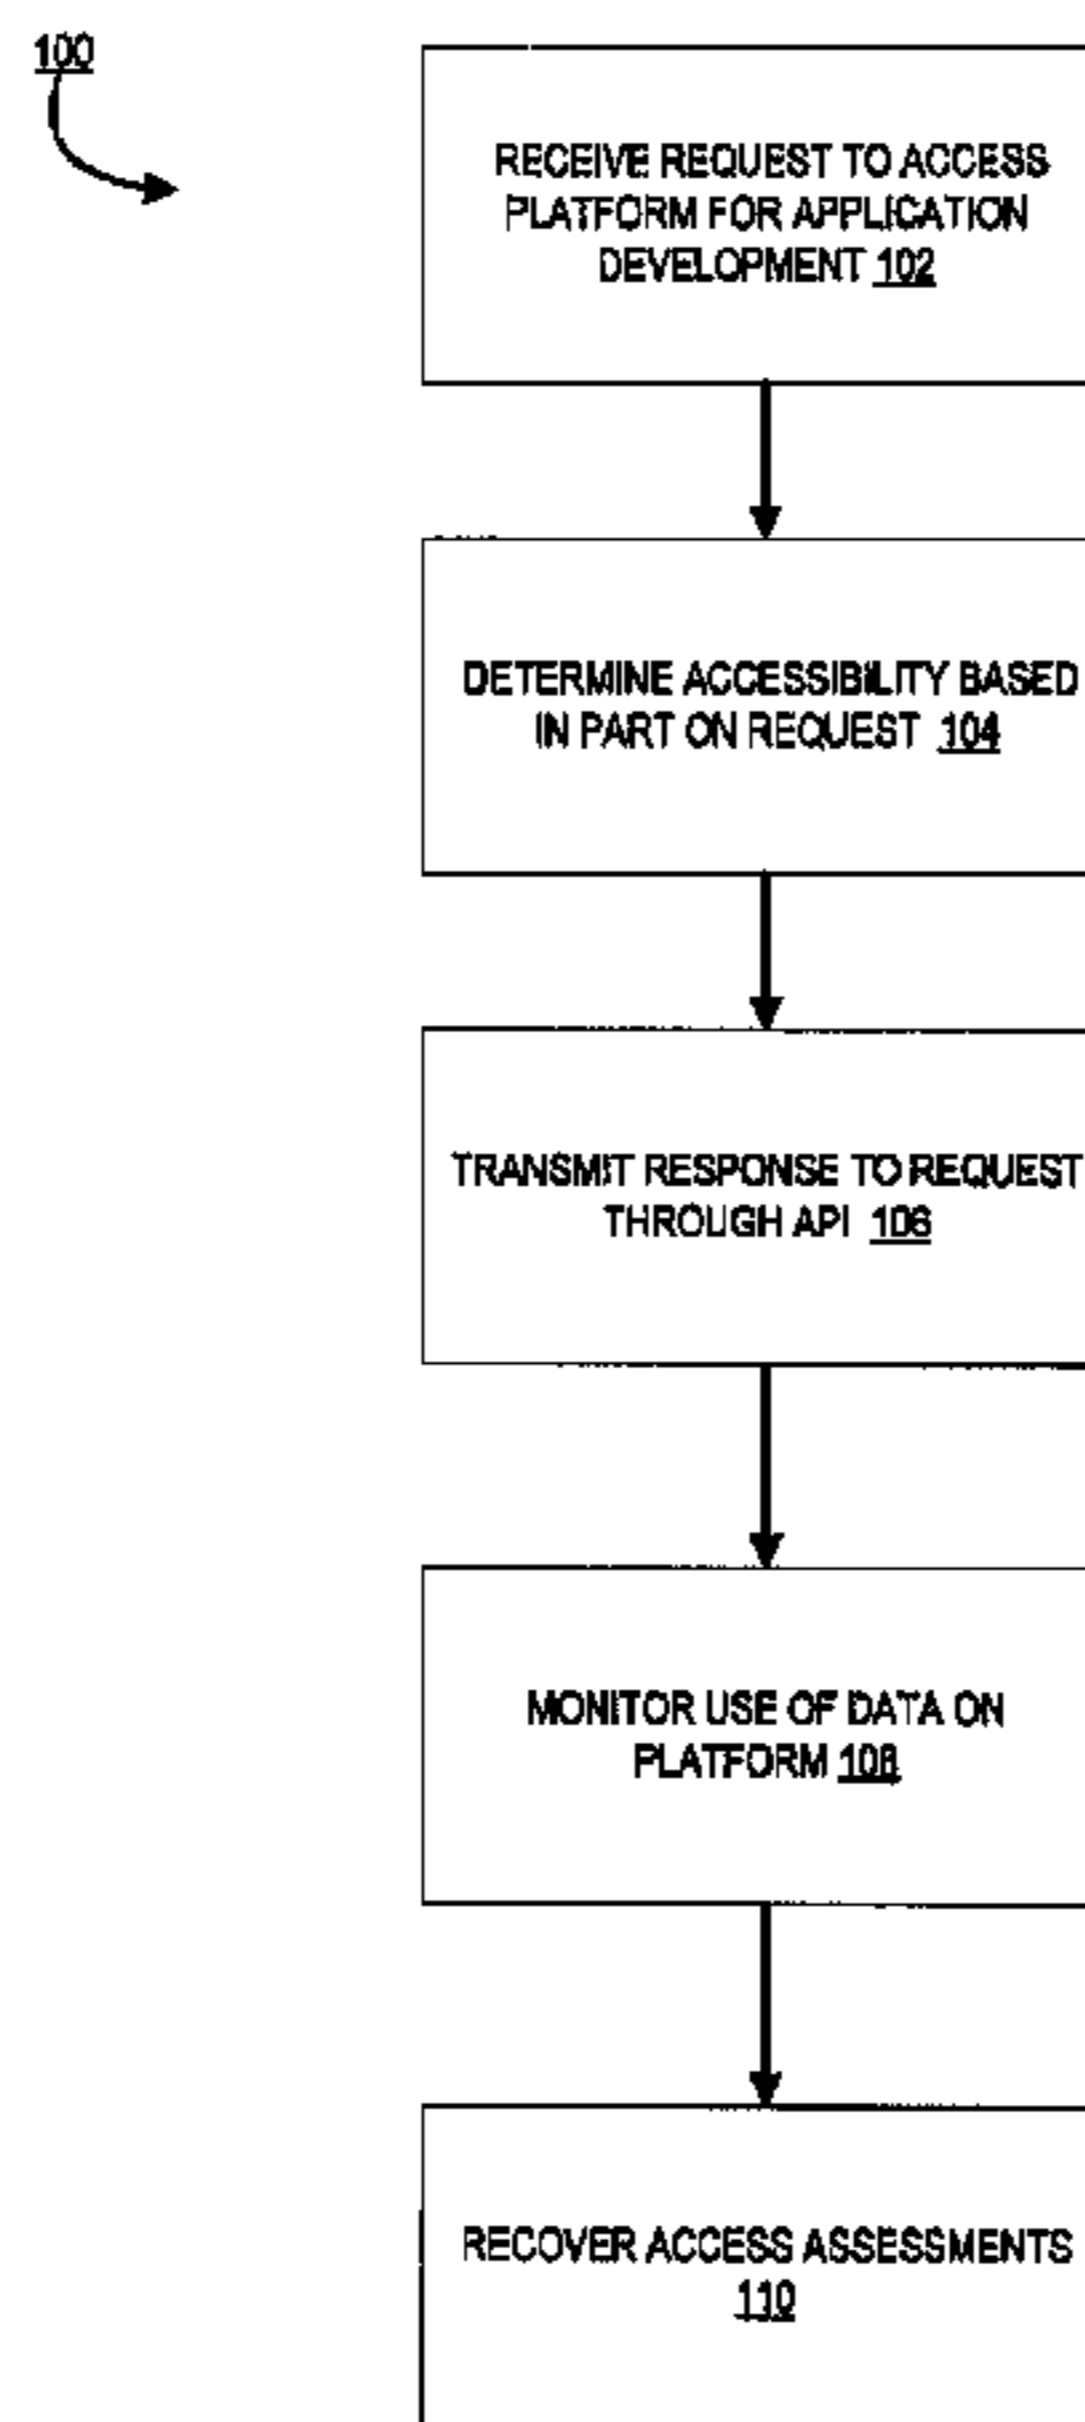 100
RECEIVE REQUEST TO ACCESS
PLATFORM FOR APPLICATION
DEVELOPMENT 102
DETERMINE ACCESSIBILITY BASED
IN PART ON REQUEST 104
TRANSMIT RESPONSE TO REQUEST
THROUGH API 106
MONITOR USE OF DATA ON
PLATFORM 108
RECOVER ACCESS ASSESSMENTS
110